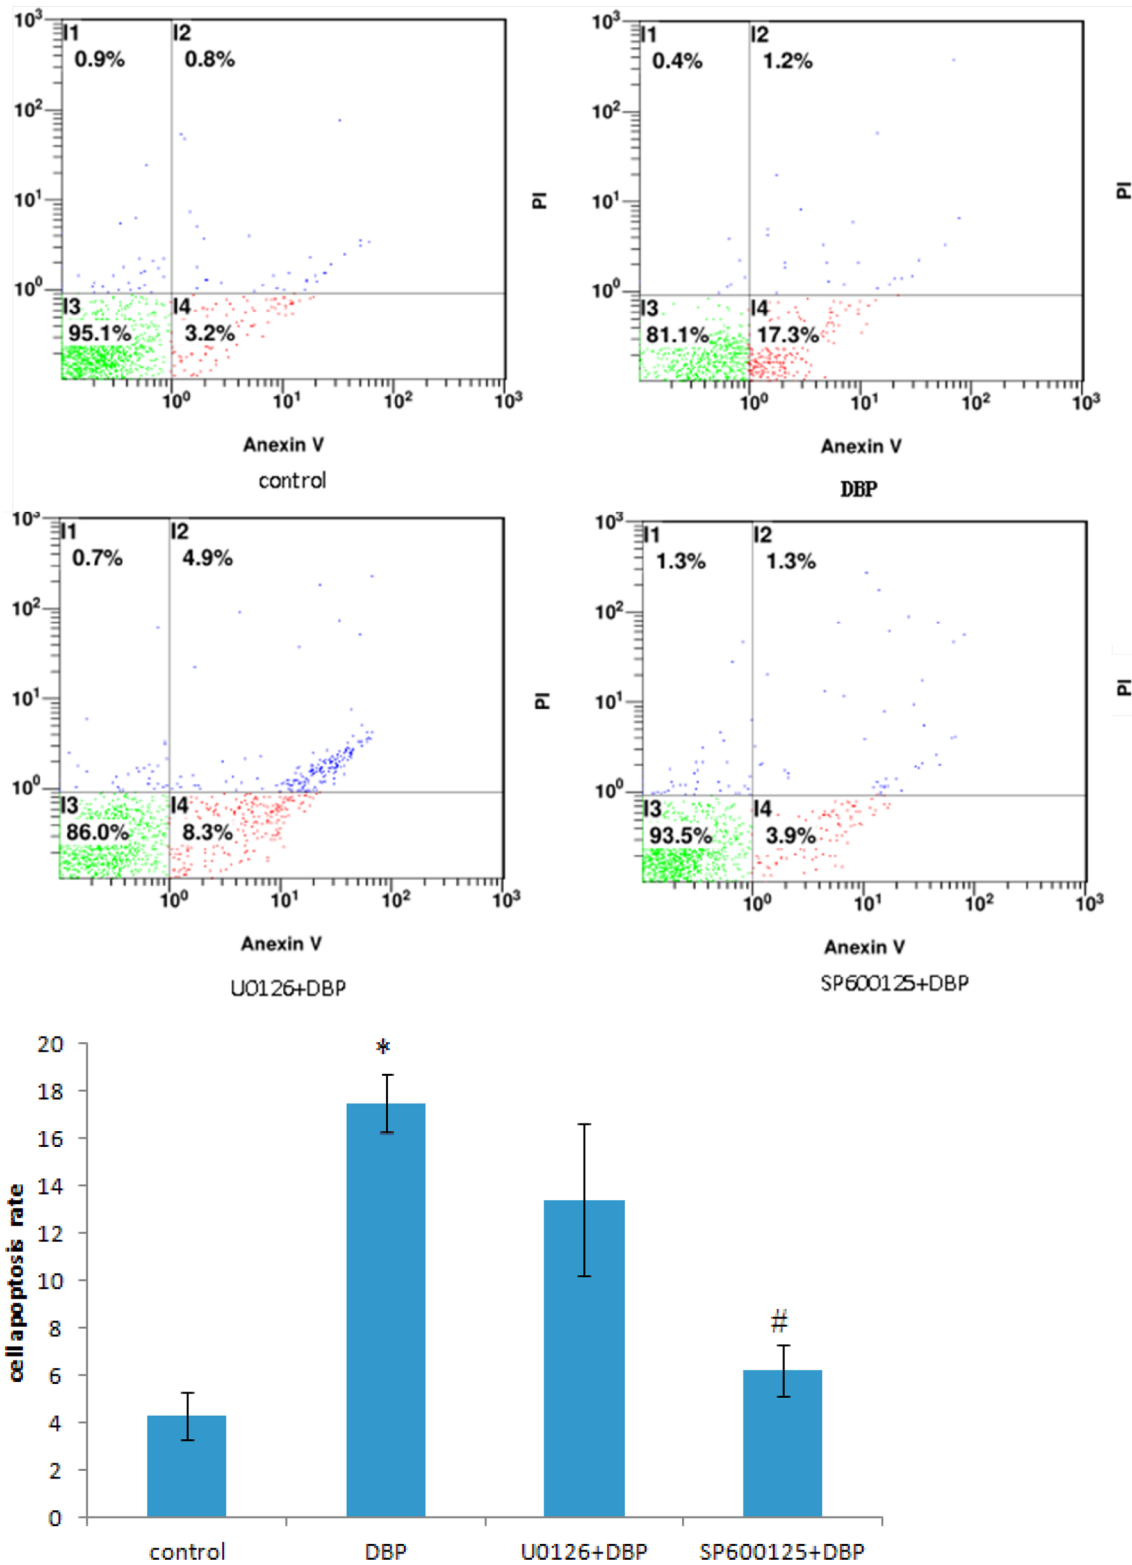 10³ 10³
I1 I2 I1 I2
0.9% 0.8% 0.4% 1.2%
10² 10²
10¹ PI 10¹ PI
10⁰ 10⁰
I3 I4 I3 I4
95.1% 3.2% 81.1% 17.3%
10⁰ 10¹ 10² 10³ 10⁰ 10¹ 10² 10³
Anexin V Anexin V
control DBP
10³ 10³
I1 I2 I1 I2
0.7% 4.9% 1.3% 1.3%
10² 10²
10¹ PI 10¹ PI
10⁰ 10⁰
I3 I4 I3 I4
86.0% 8.3% 93.5% 3.9%
10⁰ 10¹ 10² 10³ 10⁰ 10¹ 10² 10³
Anexin V Anexin V
U0126+DBP SP600125+DBP
cell apoptosis rate
20
18
16
14
12
10
8
6
4
2
0
*
#
control DBP U0126+DBP SP600125+DBP